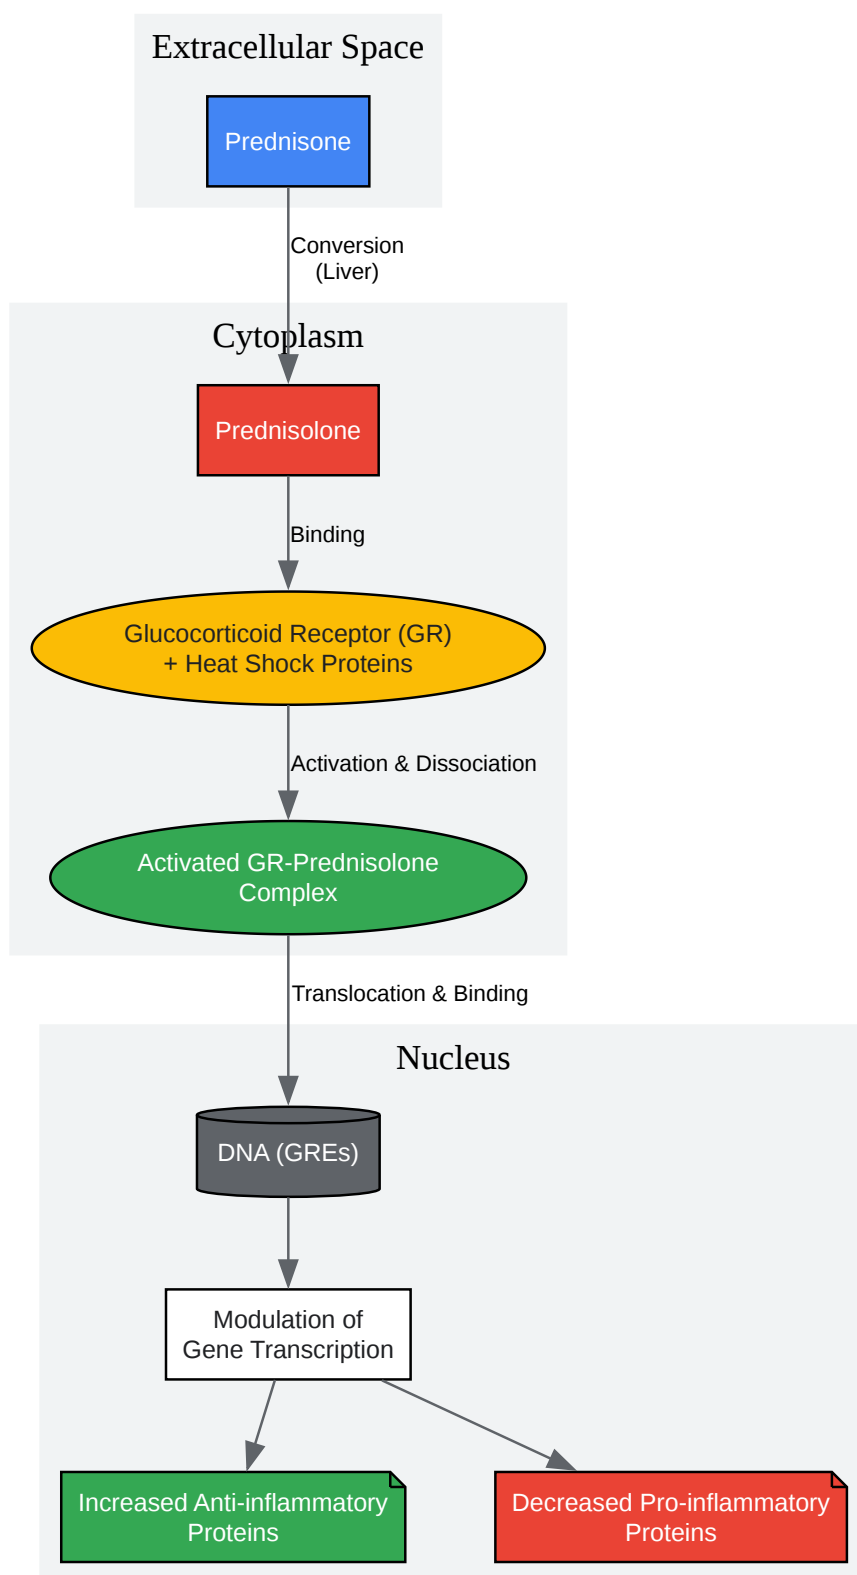 Extracellular Space
Prednisone
Conversion
(Liver)
Cytoplasm
Prednisolone
Binding
Glucocorticoid Receptor (GR)
+ Heat Shock Proteins
Activation & Dissociation
Activated GR-Prednisolone
Complex
Translocation & Binding
Nucleus
DNA (GREs)
Modulation of
Gene Transcription
Increased Anti-inflammatory
Proteins
Decreased Pro-inflammatory
Proteins